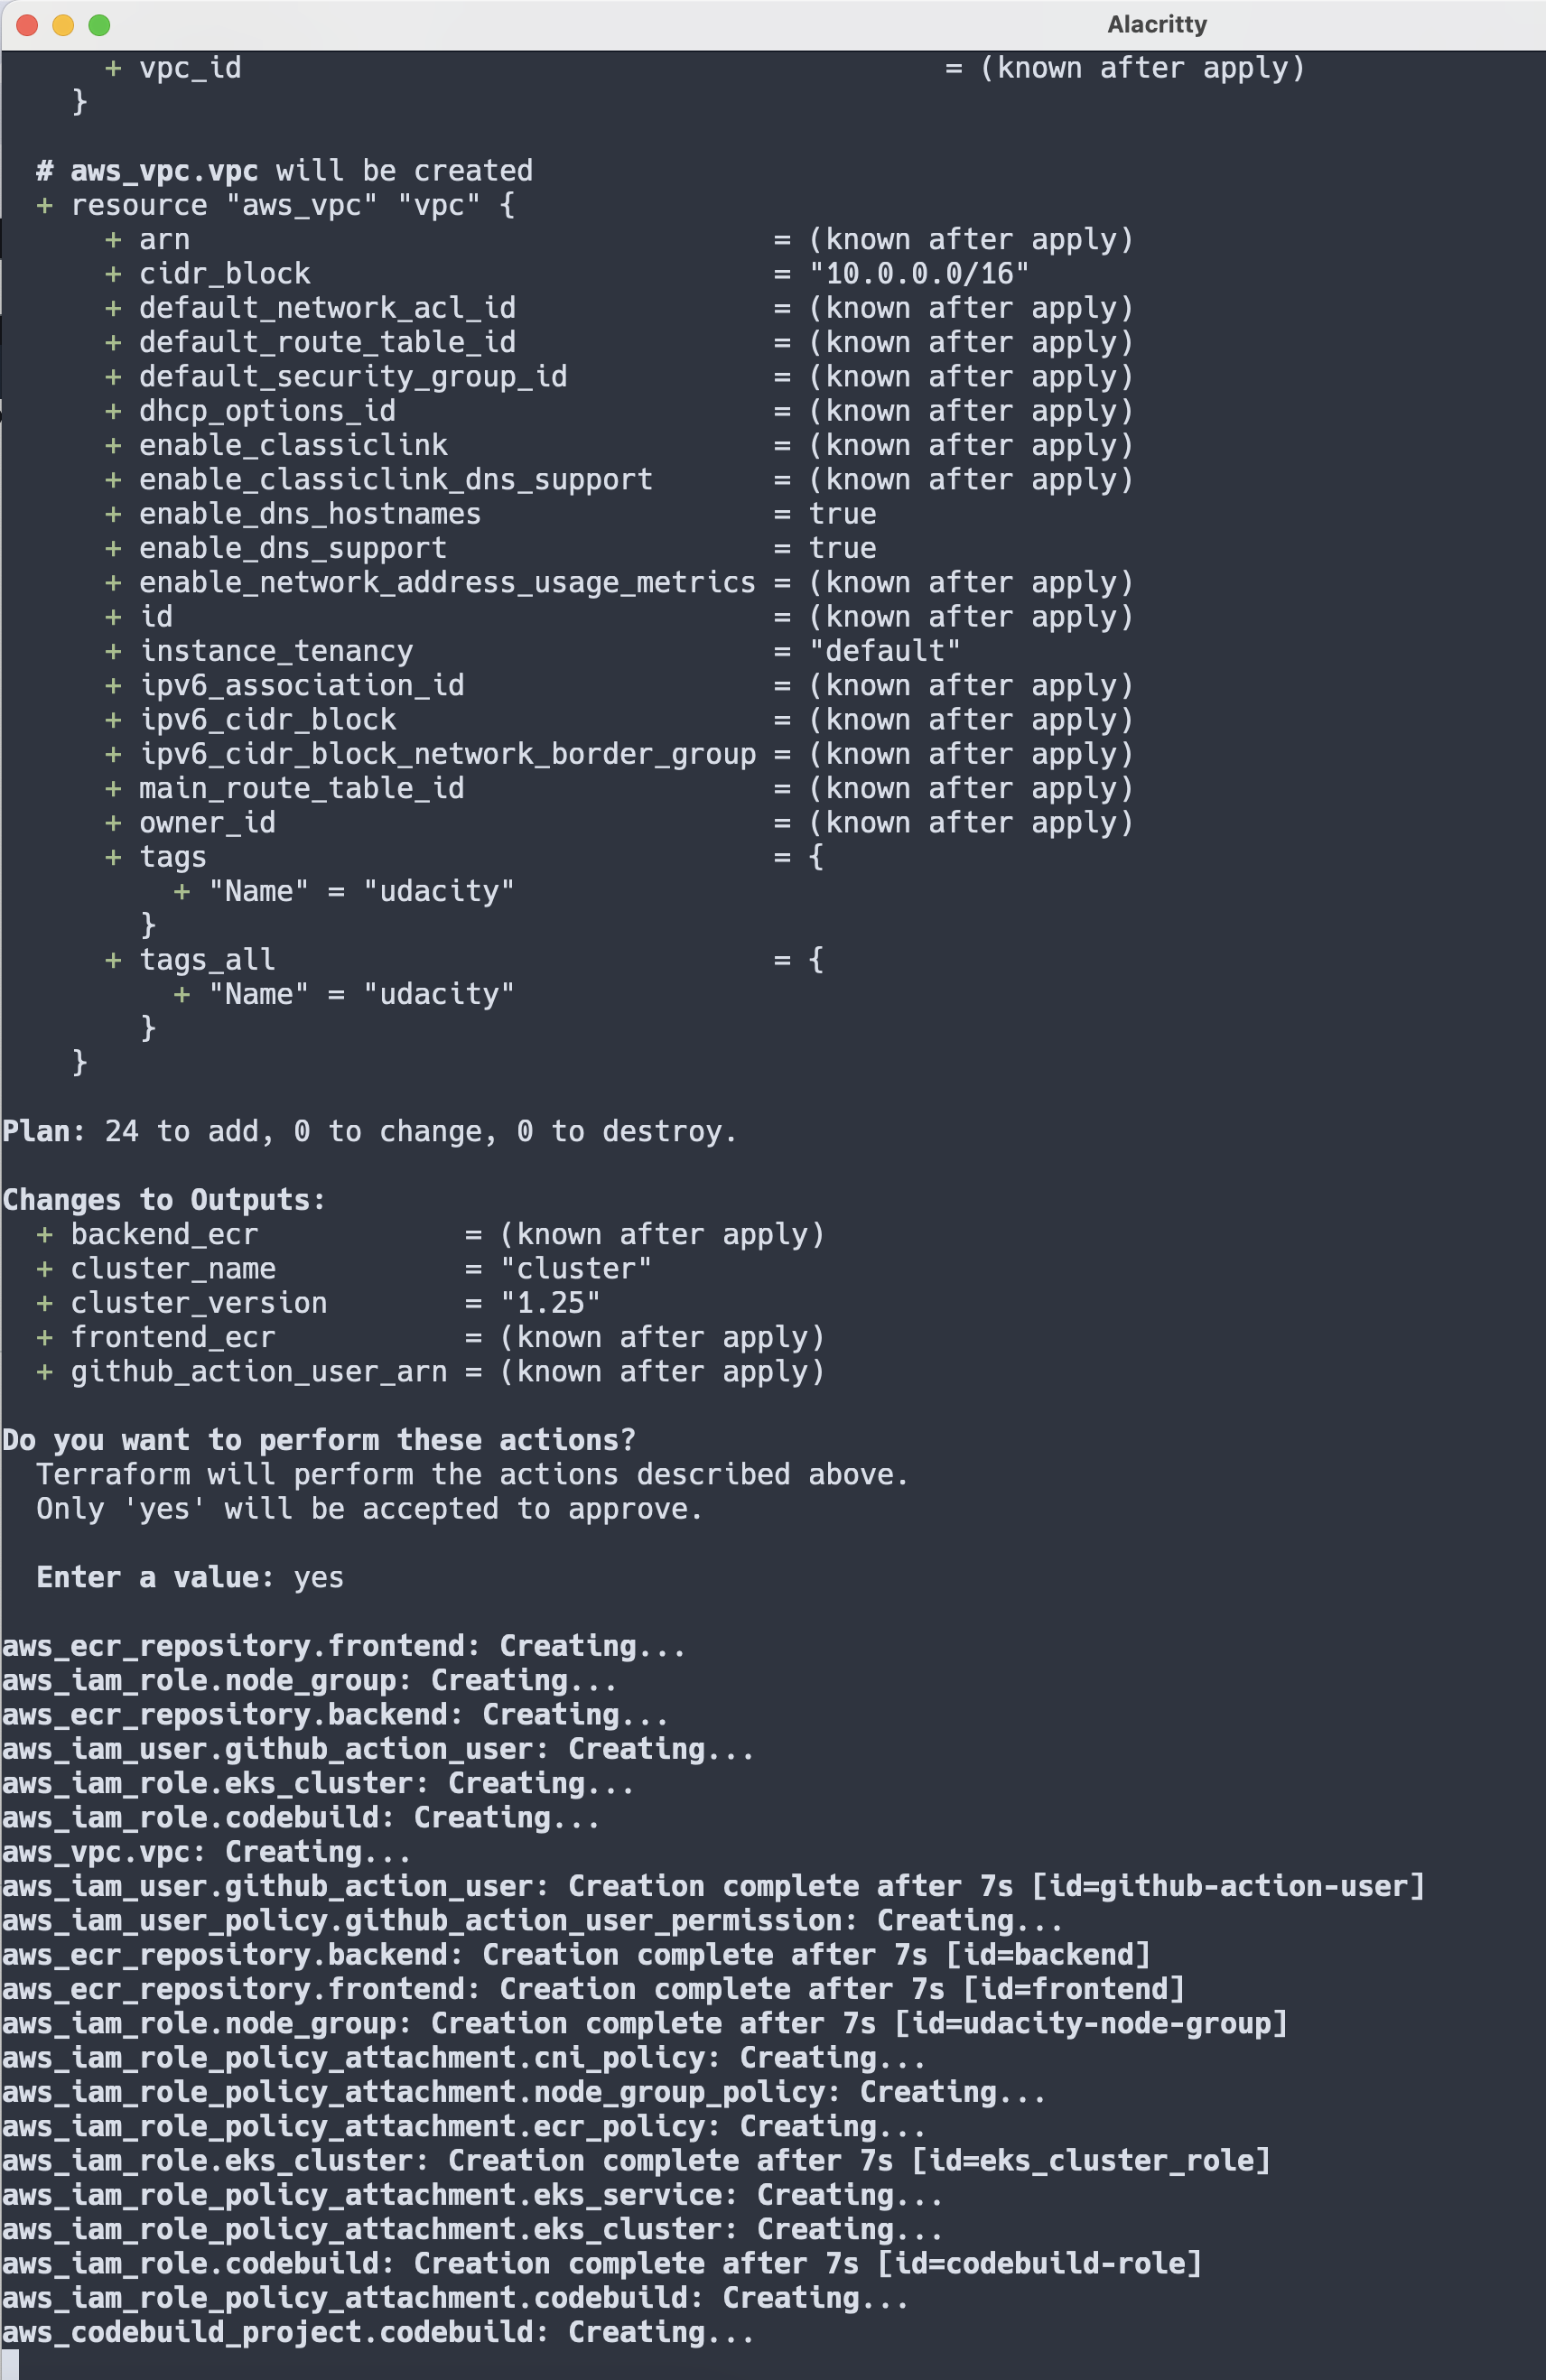 Alacritty
      + vpc_id                                         = (known after apply)
    }

  # aws_vpc.vpc will be created
  + resource "aws_vpc" "vpc" {
      + arn                                  = (known after apply)
      + cidr_block                           = "10.0.0.0/16"
      + default_network_acl_id               = (known after apply)
      + default_route_table_id               = (known after apply)
      + default_security_group_id            = (known after apply)
      + dhcp_options_id                      = (known after apply)
      + enable_classiclink                   = (known after apply)
      + enable_classiclink_dns_support       = (known after apply)
      + enable_dns_hostnames                 = true
      + enable_dns_support                   = true
      + enable_network_address_usage_metrics = (known after apply)
      + id                                   = (known after apply)
      + instance_tenancy                     = "default"
      + ipv6_association_id                  = (known after apply)
      + ipv6_cidr_block                      = (known after apply)
      + ipv6_cidr_block_network_border_group = (known after apply)
      + main_route_table_id                  = (known after apply)
      + owner_id                             = (known after apply)
      + tags                                 = {
          + "Name" = "udacity"
        }
      + tags_all                             = {
          + "Name" = "udacity"
        }
    }

Plan: 24 to add, 0 to change, 0 to destroy.

Changes to Outputs:
  + backend_ecr            = (known after apply)
  + cluster_name           = "cluster"
  + cluster_version        = "1.25"
  + frontend_ecr           = (known after apply)
  + github_action_user_arn = (known after apply)

Do you want to perform these actions?
  Terraform will perform the actions described above.
  Only 'yes' will be accepted to approve.

  Enter a value: yes

aws_ecr_repository.frontend: Creating...
aws_iam_role.node_group: Creating...
aws_ecr_repository.backend: Creating...
aws_iam_user.github_action_user: Creating...
aws_iam_role.eks_cluster: Creating...
aws_iam_role.codebuild: Creating...
aws_vpc.vpc: Creating...
aws_iam_user.github_action_user: Creation complete after 7s [id=github-action-user]
aws_iam_user_policy.github_action_user_permission: Creating...
aws_ecr_repository.backend: Creation complete after 7s [id=backend]
aws_ecr_repository.frontend: Creation complete after 7s [id=frontend]
aws_iam_role.node_group: Creation complete after 7s [id=udacity-node-group]
aws_iam_role_policy_attachment.cni_policy: Creating...
aws_iam_role_policy_attachment.node_group_policy: Creating...
aws_iam_role_policy_attachment.ecr_policy: Creating...
aws_iam_role.eks_cluster: Creation complete after 7s [id=eks_cluster_role]
aws_iam_role_policy_attachment.eks_service: Creating...
aws_iam_role_policy_attachment.eks_cluster: Creating...
aws_iam_role.codebuild: Creation complete after 7s [id=codebuild-role]
aws_iam_role_policy_attachment.codebuild: Creating...
aws_codebuild_project.codebuild: Creating...